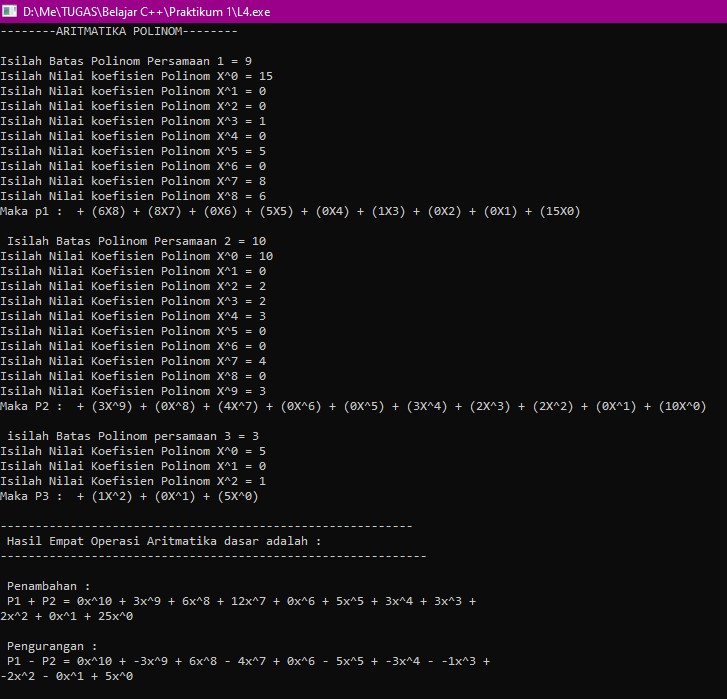 D:\Me\TUGAS\Belajar C++\Praktikum 1\L4.exe
--------ARITMATIKA POLINOM--------
Isilah Batas Polinom Persamaan 1 = 9
Isilah Nilai koefisien Polinom X^0 = 15
Isilah Nilai koefisien Polinom X^1 = 0
Isilah Nilai koefisien Polinom X^2 = 0
Isilah Nilai koefisien Polinom X^3 = 1
Isilah Nilai koefisien Polinom X^4 = 0
Isilah Nilai koefisien Polinom X^5 = 5
Isilah Nilai koefisien Polinom X^6 = 0
Isilah Nilai koefisien Polinom X^7 = 8
Isilah Nilai koefisien Polinom X^8 = 6
Maka p1 :  + (6X8) + (8X7) + (0X6) + (5X5) + (0X4) + (1X3) + (0X2) + (0X1) + (15X0)
Isilah Batas Polinom Persamaan 2 = 10
Isilah Nilai Koefisien Polinom X^0 = 10
Isilah Nilai Koefisien Polinom X^1 = 0
Isilah Nilai Koefisien Polinom X^2 = 2
Isilah Nilai Koefisien Polinom X^3 = 2
Isilah Nilai Koefisien Polinom X^4 = 3
Isilah Nilai Koefisien Polinom X^5 = 0
Isilah Nilai Koefisien Polinom X^6 = 0
Isilah Nilai Koefisien Polinom X^7 = 4
Isilah Nilai Koefisien Polinom X^8 = 0
Isilah Nilai Koefisien Polinom X^9 = 3
Maka P2 :  + (3X^9) + (0X^8) + (4X^7) + (0X^6) + (0X^5) + (3X^4) + (2X^3) + (2X^2) + (0X^1) + (10X^0)
isilah Batas Polinom persamaan 3 = 3
Isilah Nilai Koefisien Polinom X^0 = 5
Isilah Nilai Koefisien Polinom X^1 = 0
Isilah Nilai Koefisien Polinom X^2 = 1
Maka P3 :  + (1X^2) + (0X^1) + (5X^0)
-----------------------------------------------------------
Hasil Empat Operasi Aritmatika dasar adalah :
-------------------------------------------------------------
Penambahan :
P1 + P2 = 0x^10 + 3x^9 + 6x^8 + 12x^7 + 0x^6 + 5x^5 + 3x^4 + 3x^3 +
2x^2 + 0x^1 + 25x^0
Pengurangan :
P1 - P2 = 0x^10 + -3x^9 + 6x^8 - 4x^7 + 0x^6 - 5x^5 + -3x^4 - -1x^3 +
-2x^2 - 0x^1 + 5x^0